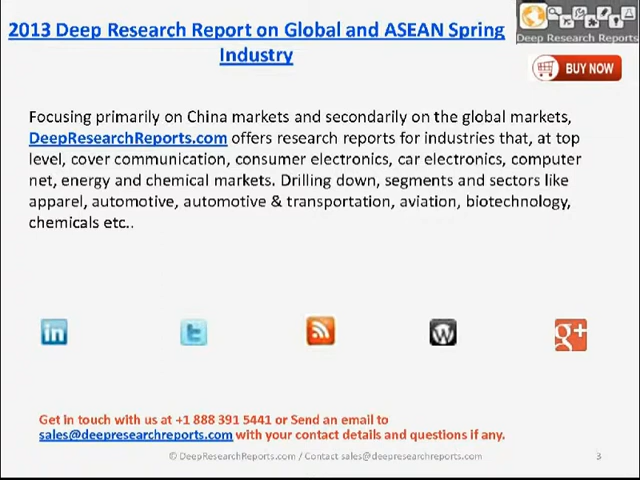 2013 Deep Research Report on Global and ASEAN Spring
Industry
Deep Research Reports
BUY NOW
Focusing primarily on China markets and secondarily on the global markets,
DeepResearchReports.com offers research reports for industries that, at top
level, cover communication, consumer electronics, car electronics, computer
net, energy and chemical markets. Drilling down, segments and sectors like
apparel, automotive, automotive & transportation, aviation, biotechnology,
chemicals etc..
in
t
W
g+
Get in touch with us at +1 888 391 5441 or Send an email to
sales@deepresearchreports.com with your contact details and questions if any.
© DeepResearchReports.com / Contact sales@deepresearchreports.com
3